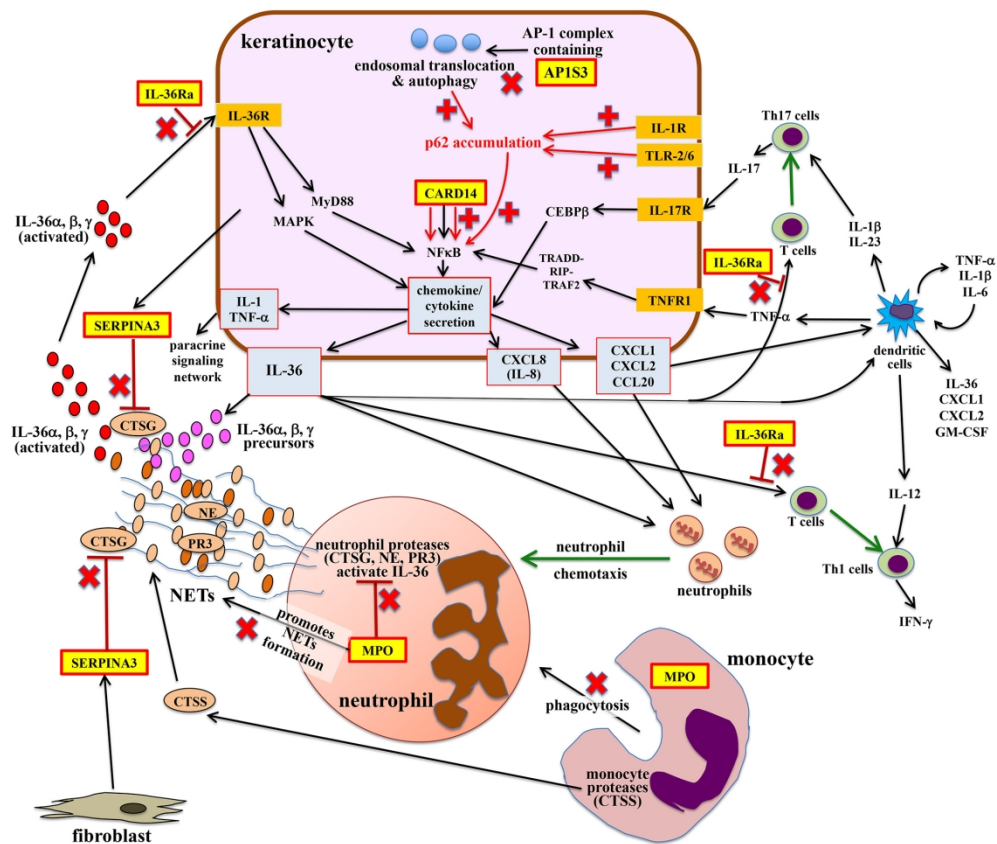 keratinocyte
AP-1 complex
containing
AP1S3
endosomal translocation
& autophagy
IL-36Ra
IL-36R
p62 accumulation
IL-1R
TLR-2/6
Th17 cells
IL-17
MyD88
MAPK
CARD14
CEBPβ
IL-17R
IL-36α, β, γ
(activated)
NFκB
T cells
IL-1β
IL-23
IL-36Ra
TRADD-
RIP-
TRAF2
TNF-α
IL-1β
IL-6
chemokine/
cytokine
secretion
IL-1
TNF-α
TNFR1
TNF-α
SERPINA3
paracrine
signaling
network
IL-36
CXCL8
(IL-8)
CXCL1
CXCL2
CCL20
dendritic
cells
IL-36
CXCL1
CXCL2
GM-CSF
CTSG
IL-36α, β, γ
(activated)
IL-36α, β, γ
precursors
IL-36Ra
IL-12
T cells
NE
CTSG
PR3
neutrophil proteases
(CTSG, NE, PR3)
activate IL-36
neutrophil
chemotaxis
neutrophils
Th1 cells
NETs
promotes
NETs
formation
MPO
IFN-γ
SERPINA3
neutrophil
monocyte
MPO
CTSS
phagocytosis
monocyte
proteases
(CTSS)
fibroblast